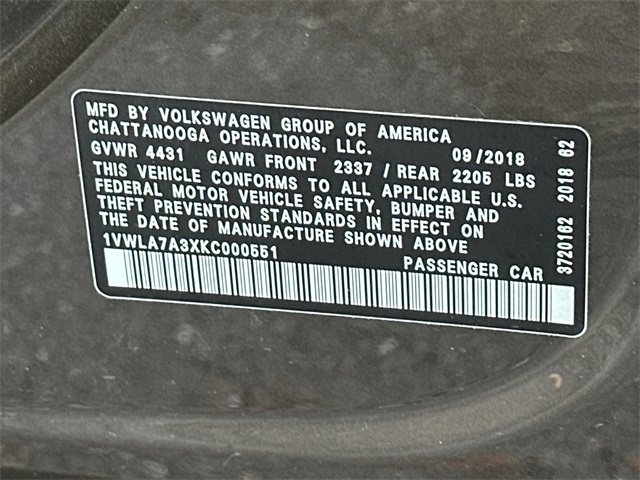 MFD BY VOLKSWAGEN GROUP OF AMERICA
CHATTANOOGA OPERATIONS, LLC. 09/2018
GVWR 4431 GAWR FRONT 2337 / REAR 2205 LBS
THIS VEHICLE CONFORMS TO ALL APPLICABLE U.S.
FEDERAL MOTOR VEHICLE SAFETY, BUMPER AND
THEFT PREVENTION STANDARDS IN EFFECT ON
THE DATE OF MANUFACTURE SHOWN ABOVE
1VWLA7A3XKC000551 PASSENGER CAR
3720162 2018 62